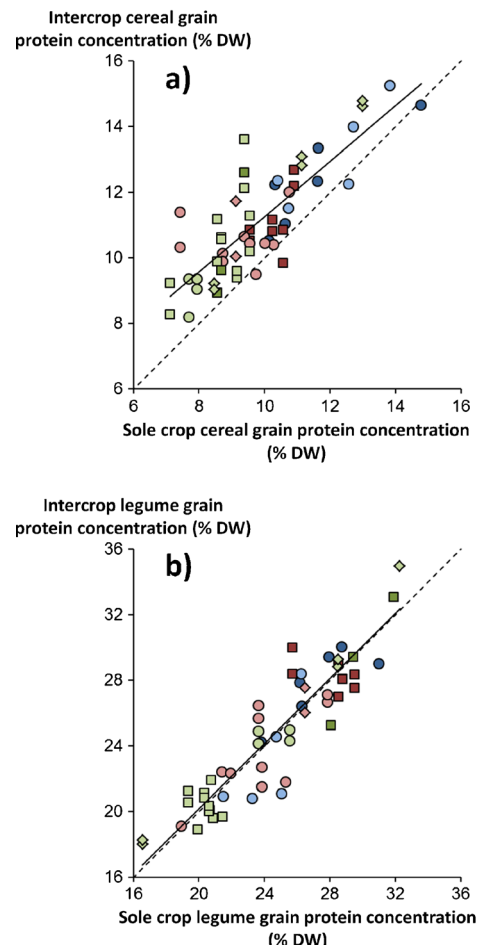 Intercrop cereal grain
protein concentration (% DW)
a)
16
14
12
10
8
6
6 8 10 12 14 16
Sole crop cereal grain protein concentration
(% DW)
Intercrop legume grain
protein concentration (% DW)
b)
36
32
28
24
20
16
16 20 24 28 32 36
Sole crop legume grain protein concentration
(% DW)